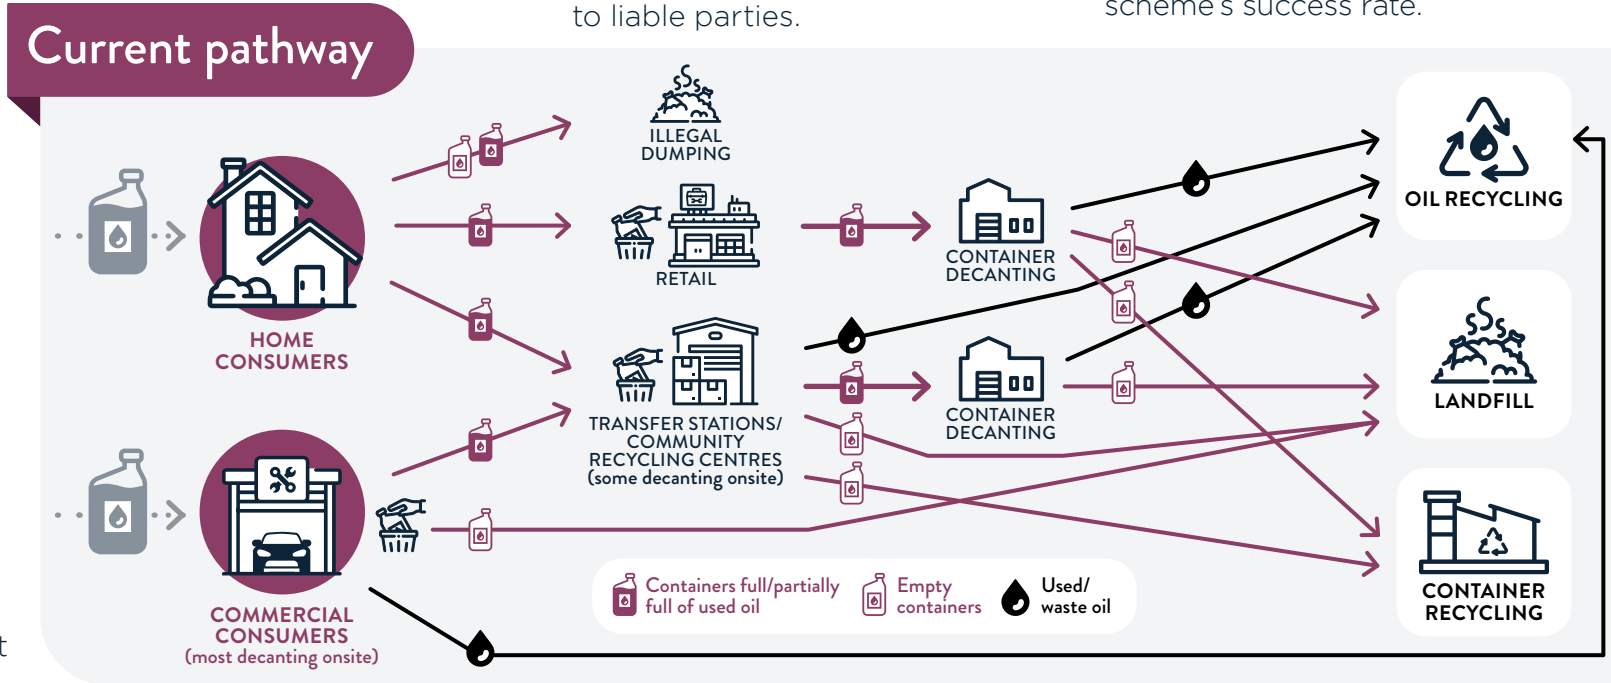 to liable parties.
scheme's success rate.
Current pathway
ILLEGAL
DUMPING
OIL RECYCLING
RETAIL
CONTAINER
DECANTING
HOME
CONSUMERS
LANDFILL
TRANSFER STATIONS/
COMMUNITY
RECYCLING CENTRES
(some decanting onsite)
CONTAINER
DECANTING
Containers full/partially
full of used oil
Empty
containers
Used/
waste oil
CONTAINER
RECYCLING
COMMERCIAL
CONSUMERS
(most decanting onsite)
t